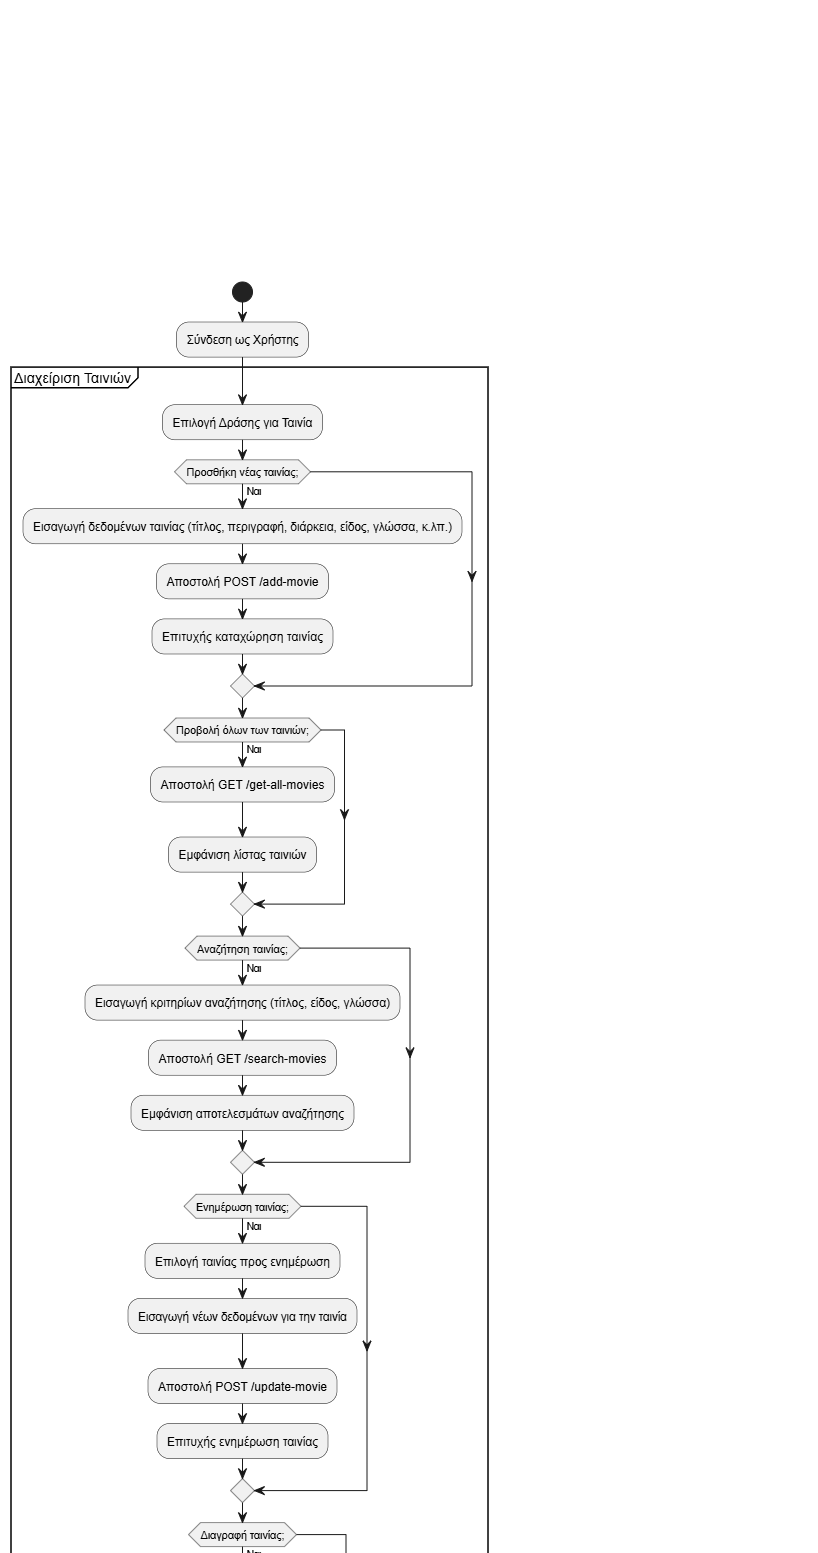 Σύνδεση ως Χρήστης
Διαχείριση Ταινιών
Επιλογή Δράσης για Ταινία
Προσθήκη νέας ταινίας;
Ναι
Εισαγωγή δεδομένων ταινίας (τίτλος, περιγραφή, διάρκεια, είδος, γλώσσα, κ.λπ.)
Αποστολή POST /add-movie
Επιτυχής καταχώρηση ταινίας
Προβολή όλων των ταινιών;
Ναι
Αποστολή GET /get-all-movies
Εμφάνιση λίστας ταινιών
Αναζήτηση ταινίας;
Ναι
Εισαγωγή κριτηρίων αναζήτησης (τίτλος, είδος, γλώσσα)
Αποστολή GET /search-movies
Εμφάνιση αποτελεσμάτων αναζήτησης
Ενημέρωση ταινίας;
Ναι
Επιλογή ταινίας προς ενημέρωση
Εισαγωγή νέων δεδομένων για την ταινία
Αποστολή POST /update-movie
Επιτυχής ενημέρωση ταινίας
Διαγραφή ταινίας;
Ναι